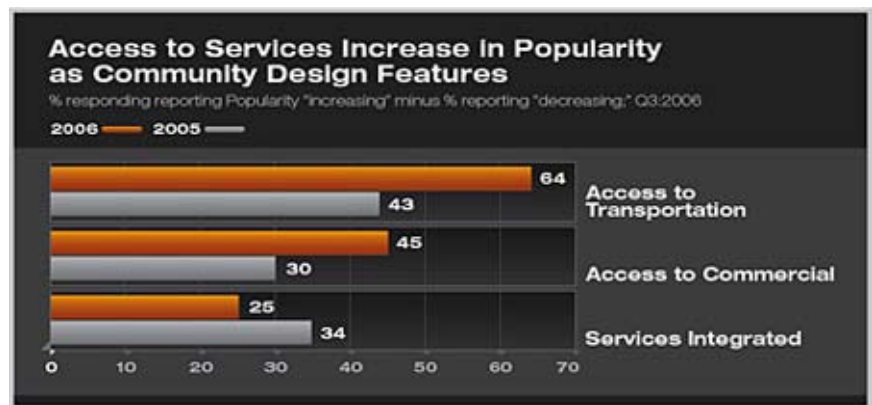 Access to Services Increase in Popularity
as Community Design Features
% responding reporting Popularity "increasing" minus % reporting "decreasing;" Q3:2006
2006 2005
64
43
Access to
Transportation
45
30
Access to Commercial
25
34
Services Integrated
0 10 20 30 40 50 60 70